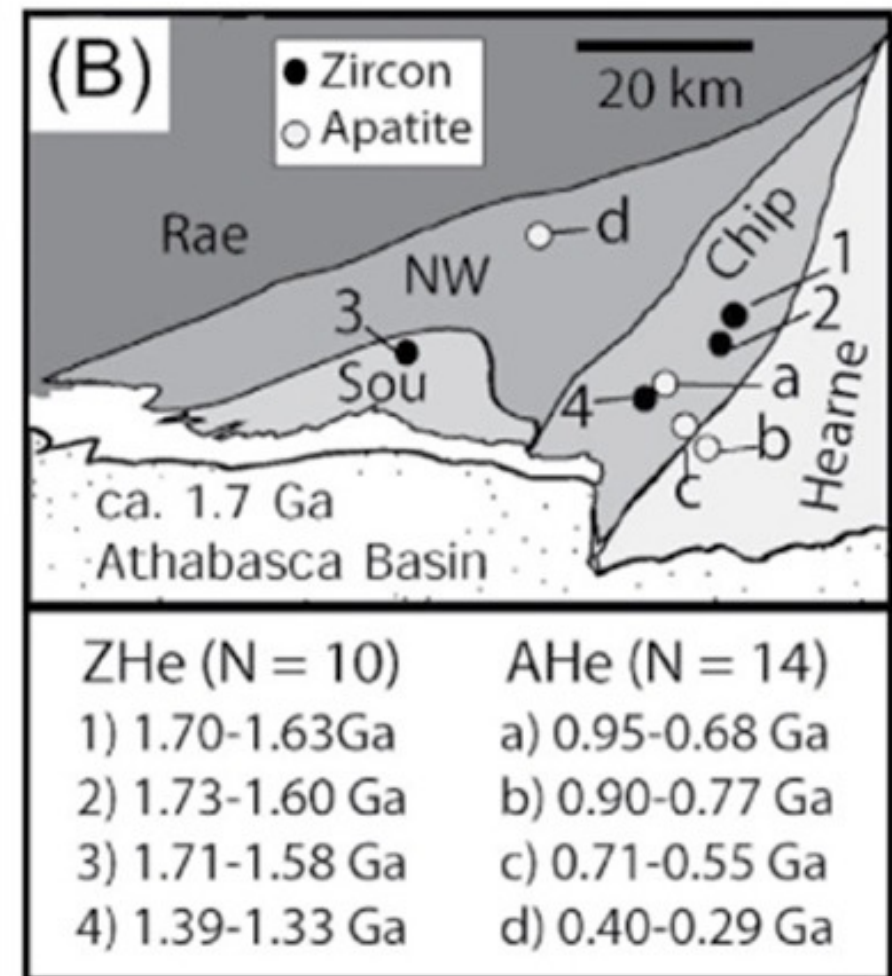 (B)
Zircon
Apatite
20 km
Rae
NW
d
Chip
1
2
3
Sou
4
a
b
c
Hearne
ca. 1.7 Ga
Athabasca Basin
ZHe (N = 10)
1) 1.70-1.63Ga
2) 1.73-1.60 Ga
3) 1.71-1.58 Ga
4) 1.39-1.33 Ga
AHe (N = 14)
a) 0.95-0.68 Ga
b) 0.90-0.77 Ga
c) 0.71-0.55 Ga
d) 0.40-0.29 Ga